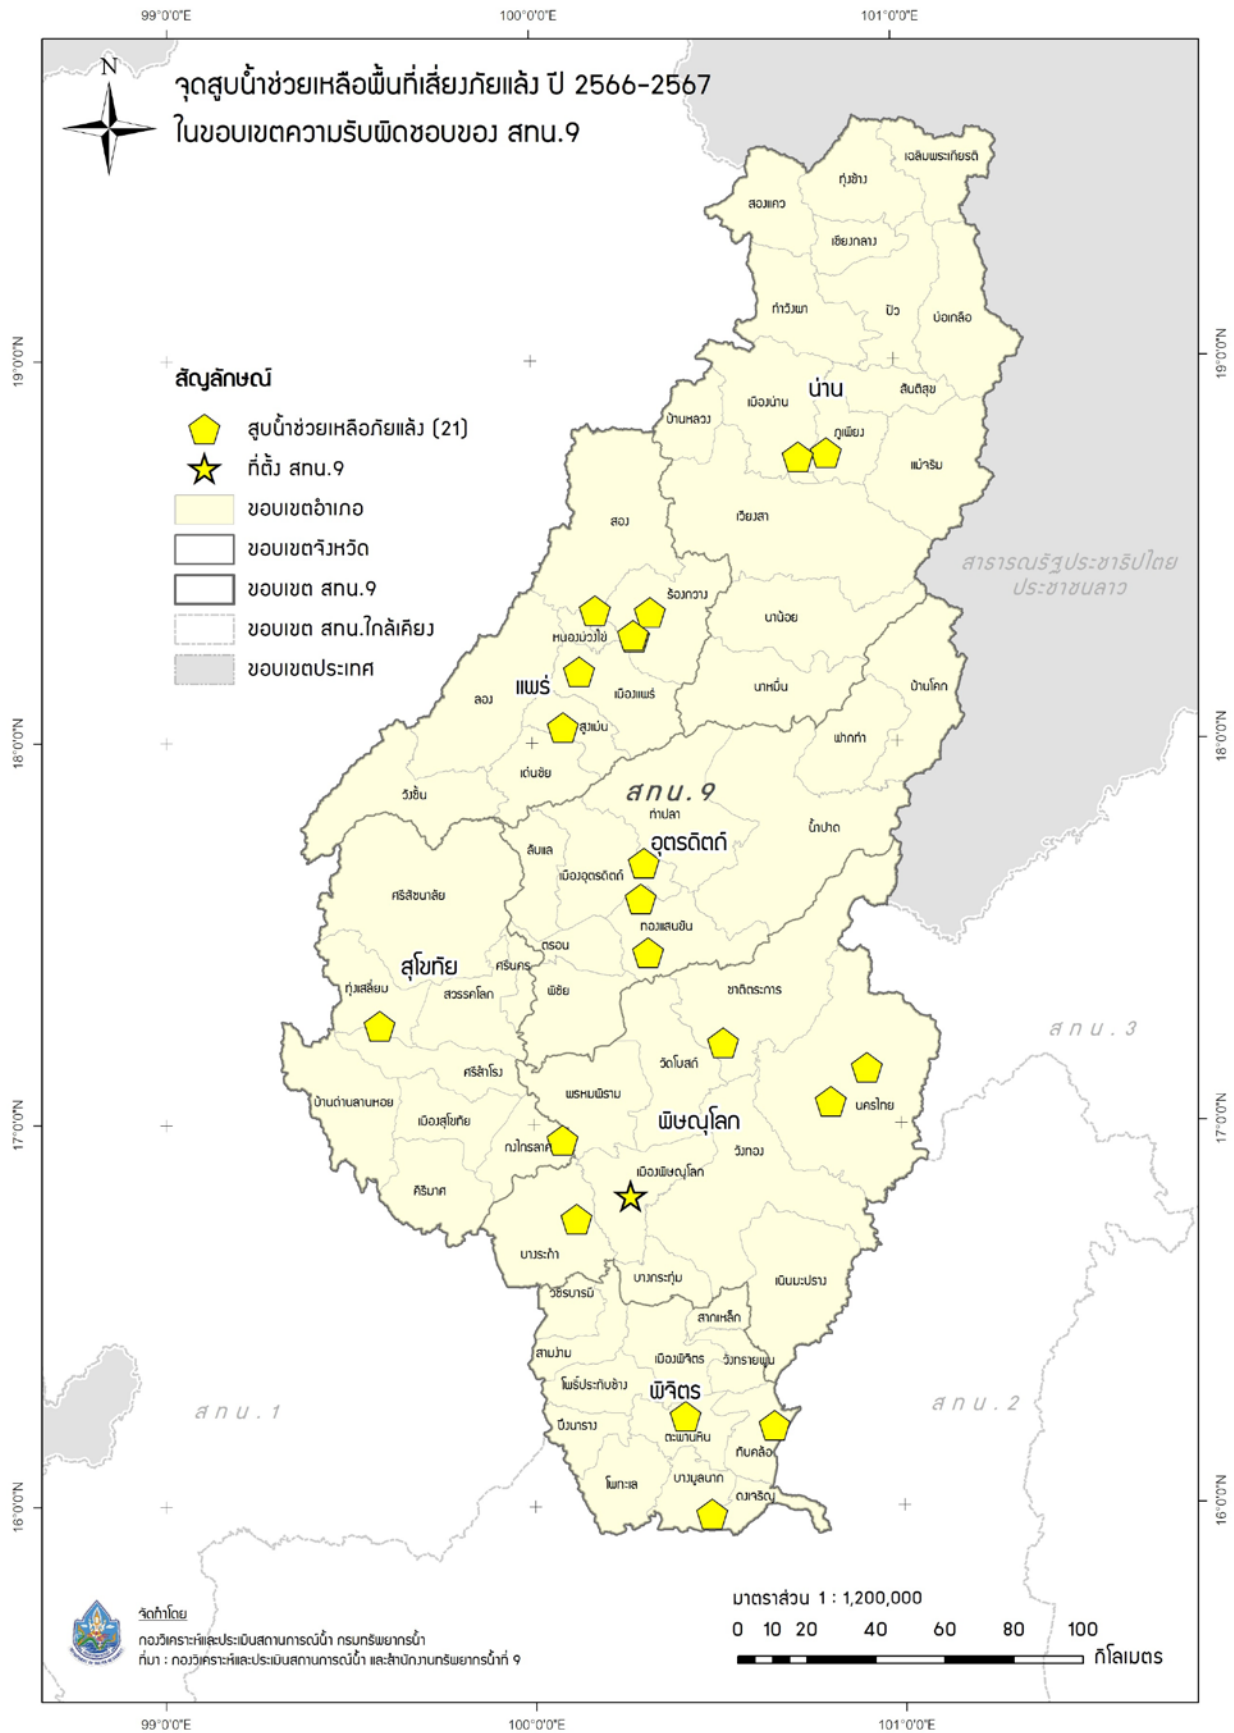 99°0'0"E 100°0'0"E 101°0'0"E
N
จุดสูบน้ำช่วยเหลือพื้นที่เสี่ยงภัยแล้ง ปี 2566-2567
ในขอบเขตความรับผิดชอบของ สทน.9
เฉลิมพระเกียรติ
ทุ่งช้าง
สองแคว
เชียงกลาง
ท่าวังผา
ปัว
บ่อเกลือ
19°0'0"N 19°0'0"N
สัญลักษณ์
สูบน้ำช่วยเหลือภัยแล้ง (21)
ที่ตั้ง สทน.9
ขอบเขตอำเภอ
ขอบเขตจังหวัด
ขอบเขต สทน.9
ขอบเขต สทน.ใกล้เคียง
ขอบเขตประเทศ
น่าน
สันติสุข
เมืองน่าน
บ้านหลวง
ภูเพียง
แม่จริม
เวียงสา
สอง
สารารณรัฐประชาธิปไตย
ประชาชนลาว
ร้องกวาง
นาน้อย
หนองม่วงไข่
แพร่
นาหมื่น
บ้านโคก
ลอง
เมืองแพร่
สูงเม่น
ฟากท่า
18°0'0"N 18°0'0"N
เด่นชัย
สทน.9
วังชิ้น
ท่าปลา
น้ำปาด
อุตรดิตถ์
ลับแล
เมืองอุตรดิตถ์
ศรีสัชนาลัย
ทองแสนขัน
ตรอน
สุโขทัย
ศรีนคร
ทุ่งเสลี่ยม
สวรรคโลก
พิชัย
ชาติตระการ
สทน.3
วัดโบสถ์
ศรีสำโรง
พรหมพิราม
บ้านด่านลานหอย
นครไทย
17°0'0"N 17°0'0"N
เมืองสุโขทัย
พิษณุโลก
กงไกรลาศ
วังทอง
เมืองพิษณุโลก
คีรีมาศ
บางระกำ
บางกระทุ่ม
เนินมะปราง
วชิรบารมี
สากเหล็ก
สามง่าม
เมืองพิจิตร
วังทรายพูน
โพธิ์ประทับช้าง
พิจิตร
สทน.1
สทน.2
บึงนาราง
ตะพานหิน
ทับคล้อ
บางมูลนาก
โพทะเล
ดงเจริญ
16°0'0"N 16°0'0"N
มาตราส่วน 1 : 1,200,000
0 10 20 40 60 80 100
กิโลเมตร
จัดทำโดย
กองวิเคราะห์และประเมินสถานการณ์น้ำ กรมทรัพยากรน้ำ
ที่มา : กองวิเคราะห์และประเมินสถานการณ์น้ำ และสำนักงานทรัพยากรน้ำที่ 9
99°0'0"E 100°0'0"E 101°0'0"E